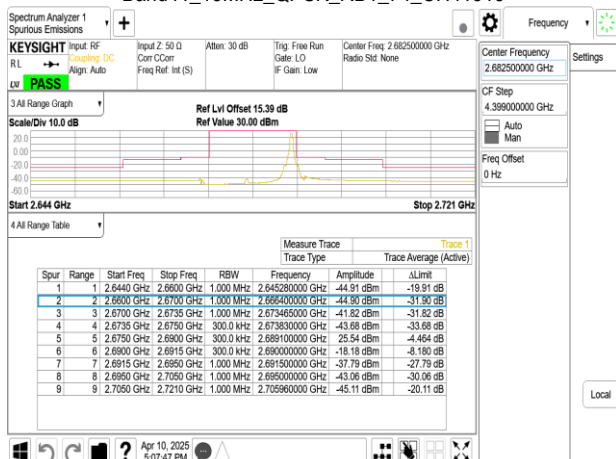 Spectrum Analyzer 1
Spurious Emissions
Frequency
KEYSIGHT Input: RF Input Z: 50 Ω Atten: 30 dB Trig: Free Run Center Freq: 2.682500000 GHz
RL Coupling: DC Corr CCorr Gate: LO Radio Std: None
Align: Auto Freq Ref: Int (S) IF Gain: Low
PASS
Center Frequency
2.682500000 GHz
Settings
CF Step
4.399000000 GHz
Auto
Man
Freq Offset
0 Hz
3 All Range Graph
Ref Lvl Offset 15.39 dB
Scale/Div 10.0 dB Ref Value 30.00 dBm
20.0
0.00
-20.0
-40.0
-60.0
Start 2.644 GHz Stop 2.721 GHz
4 All Range Table
Measure Trace Trace 1
Trace Type Trace Average (Active)
Spur Range Start Freq Stop Freq RBW Frequency Amplitude ΔLimit
1 1 2.6440 GHz 2.6600 GHz 1.000 MHz 2.645280000 GHz -44.91 dBm -19.91 dB
2 2 2.6600 GHz 2.6700 GHz 1.000 MHz 2.666400000 GHz -44.90 dBm -31.90 dB
3 3 2.6700 GHz 2.6735 GHz 1.000 MHz 2.673465000 GHz -41.82 dBm -31.82 dB
4 4 2.6735 GHz 2.6750 GHz 300.0 kHz 2.673830000 GHz -43.68 dBm -33.68 dB
5 5 2.6750 GHz 2.6900 GHz 300.0 kHz 2.689100000 GHz 25.54 dBm -4.464 dB
6 6 2.6900 GHz 2.6915 GHz 300.0 kHz 2.690000000 GHz -18.18 dBm -8.180 dB
7 7 2.6915 GHz 2.6950 GHz 1.000 MHz 2.691500000 GHz -37.79 dBm -27.79 dB
8 8 2.6950 GHz 2.7050 GHz 1.000 MHz 2.695000000 GHz -43.06 dBm -30.06 dB
9 9 2.7050 GHz 2.7210 GHz 1.000 MHz 2.705960000 GHz -45.11 dBm -20.11 dB
Local
Apr 10, 2025
5:07:47 PM